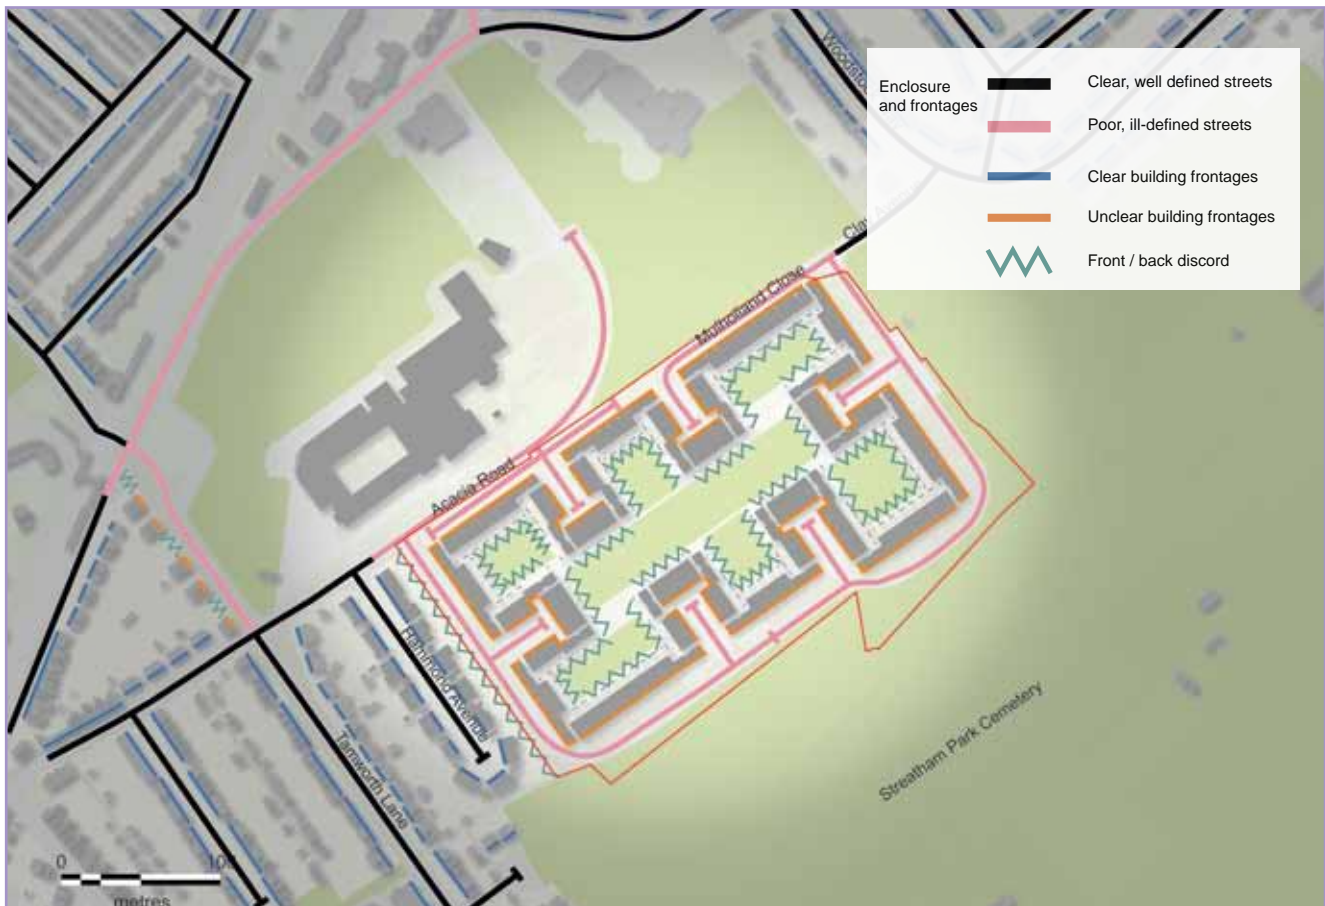 Enclosure
and frontages
Clear, well defined streets
Poor, ill-defined streets
Clear building frontages
Unclear building frontages
Front / back discord
Mulholland Close
Acacia Road
Hammond Avenue
Tamworth Lane
Streatham Park Cemetery
0
metres